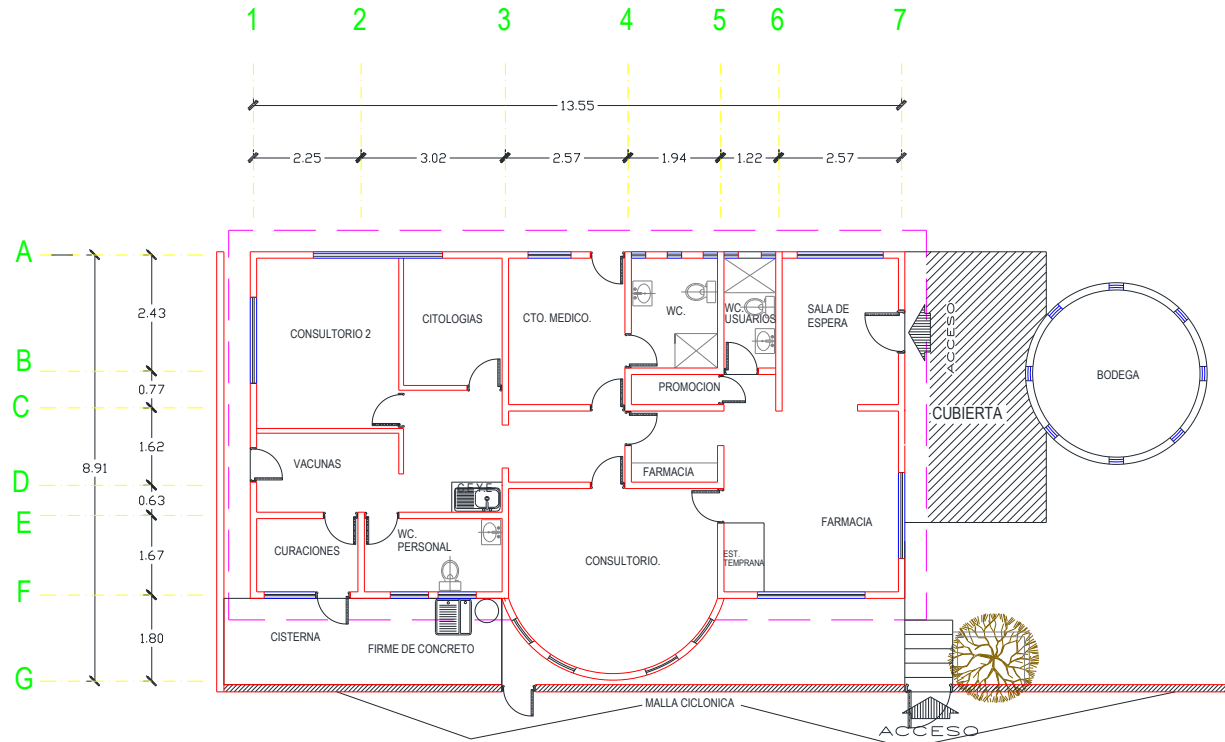 1 2 3 4 5 6 7
13.55
2.25 3.02 2.57 1.94 1.22 2.57
A
B
C
D
E
F
G
8.91
2.43
0.77
1.62
0.63
1.67
1.80
CONSULTORIO 2
CITOLOGIAS
CTO. MEDICO.
WC.
WC.
USUARIOS
SALA DE
ESPERA
ACCESO
BODEGA
PROMOCION
CUBIERTA
VACUNAS
FARMACIA
C.E.Y.E.
FARMACIA
CURACIONES
WC.
PERSONAL
CONSULTORIO.
EST.
TEMPRANA
CISTERNA
FIRME DE CONCRETO
MALLA CICLONICA
ACCESO